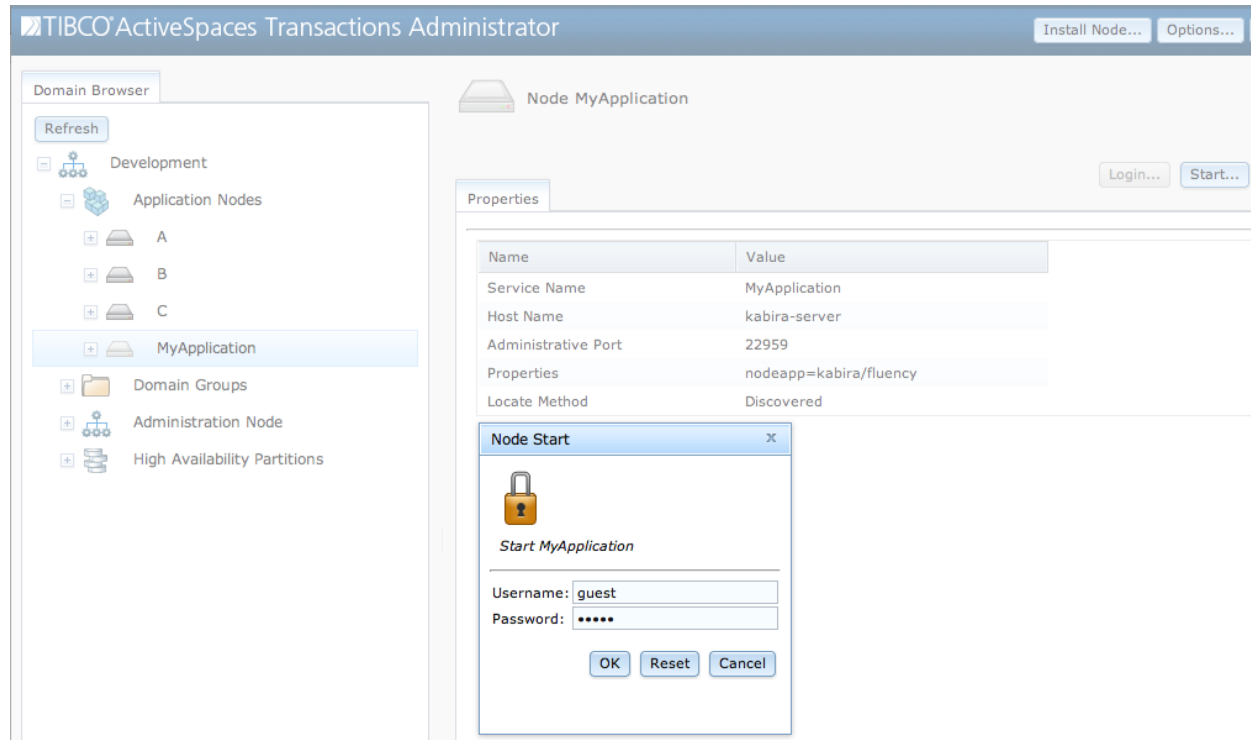 TIBCO® ActiveSpaces Transactions Administrator
Install Node...
Options...
Domain Browser
Refresh
Development
Application Nodes
A
B
C
MyApplication
Domain Groups
Administration Node
High Availability Partitions
Node MyApplication
Login...
Start...
Properties
Name Value
Service Name MyApplication
Host Name kabira-server
Administrative Port 22959
Properties nodeapp=kabira/fluency
Locate Method Discovered
Node Start x
Start MyApplication
Username: guest
Password: •••••
OK Reset Cancel